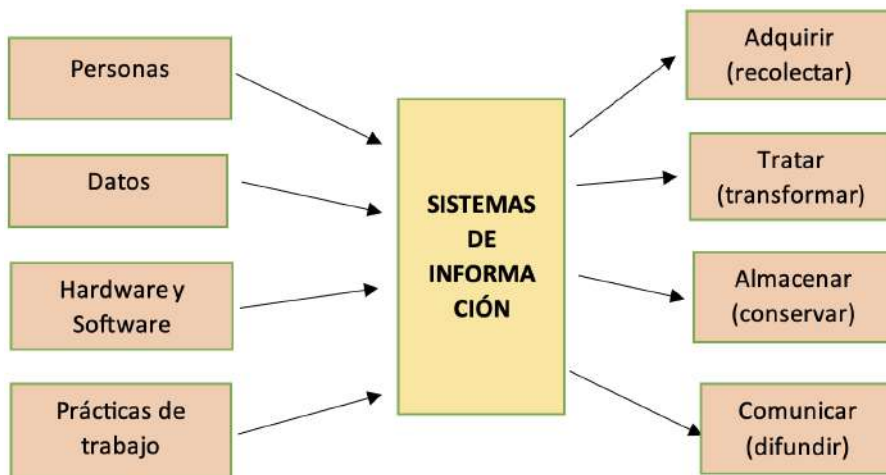 Personas
Datos
Hardware y
Software
Prácticas de
trabajo
SISTEMAS
DE
INFORMA
CIÓN
Adquirir
(recolectar)
Tratar
(transformar)
Almacenar
(conservar)
Comunicar
(difundir)